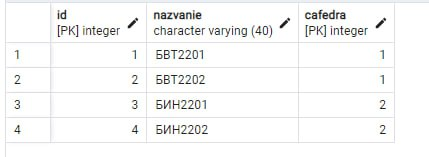 id nazvanie cafedra
[PK] integer character varying (40) [PK] integer
1 1 БВТ2201 1
2 2 БВТ2202 1
3 3 БИН2201 2
4 4 БИН2202 2